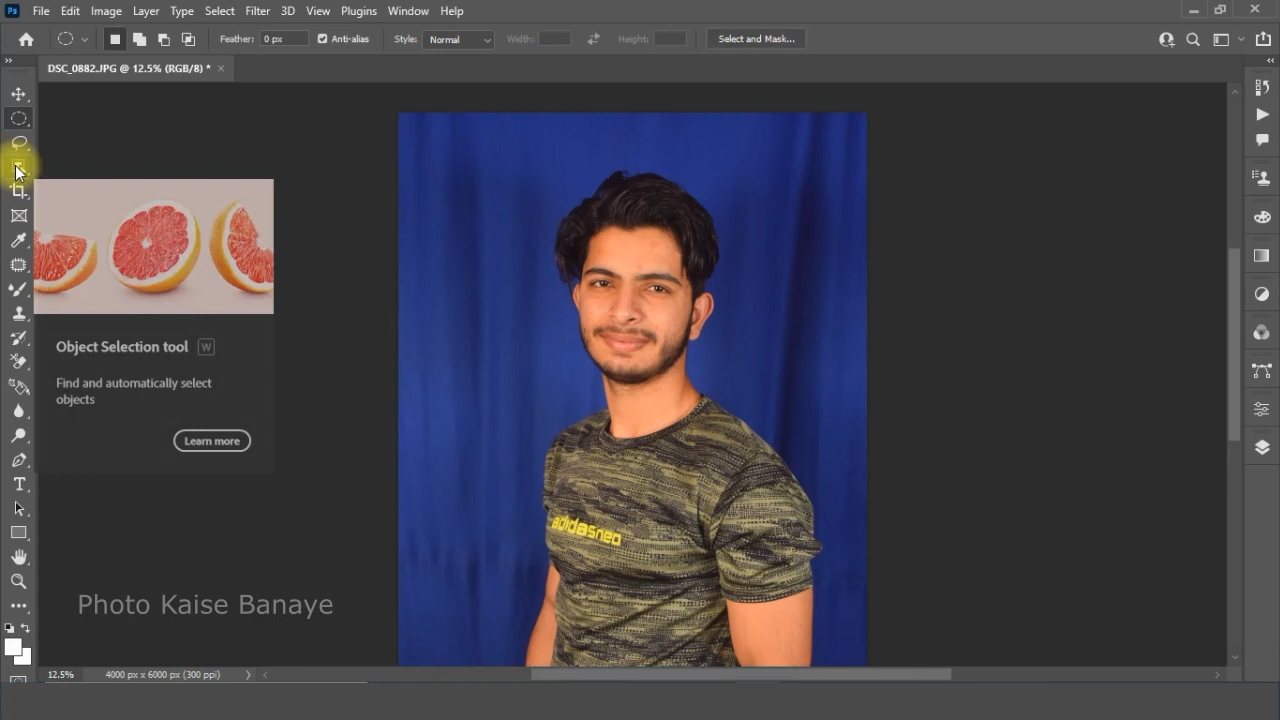 Ps File Edit Image Layer Type Select Filter 3D View Plugins Window Help
Feather: 0 px Anti-alias Style: Normal Width: Height: Select and Mask...
DSC_0882.JPG @ 12.5% (RGB/8) * ×
Object Selection tool W
Find and automatically select
objects
Learn more
adidasneo
T
Photo Kaise Banaye
12.5% 4000 px x 6000 px (300 ppi)